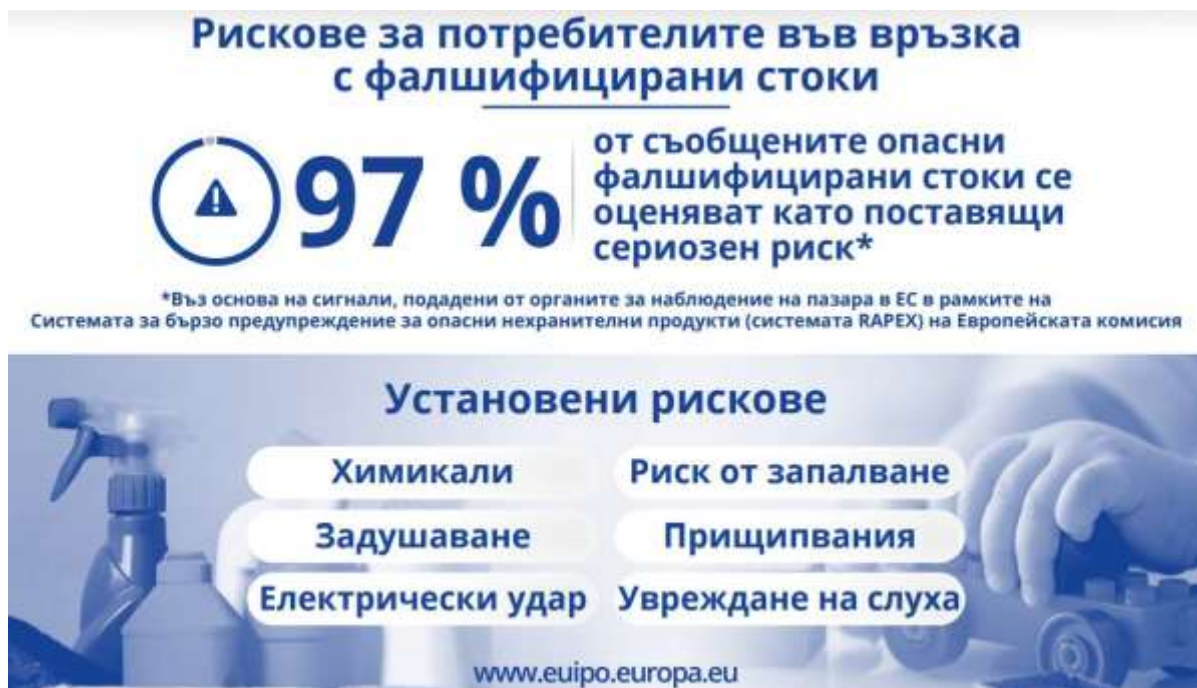 Рискове за потребителите във връзка
с фалшифицирани стоки
97 %
от съобщените опасни
фалшифицирани стоки се
оценяват като поставящи
сериозен риск*
*Въз основа на сигнали, подадени от органите за наблюдение на пазара в ЕС в рамките на
Системата за бързо предупреждение за опасни нехранителни продукти (системата RAPEX) на Европейската комисия
Установени рискове
Химикали
Риск от запалване
Задушаване
Прищипвания
Електрически удар
Увреждане на слуха
www.euipo.europa.eu